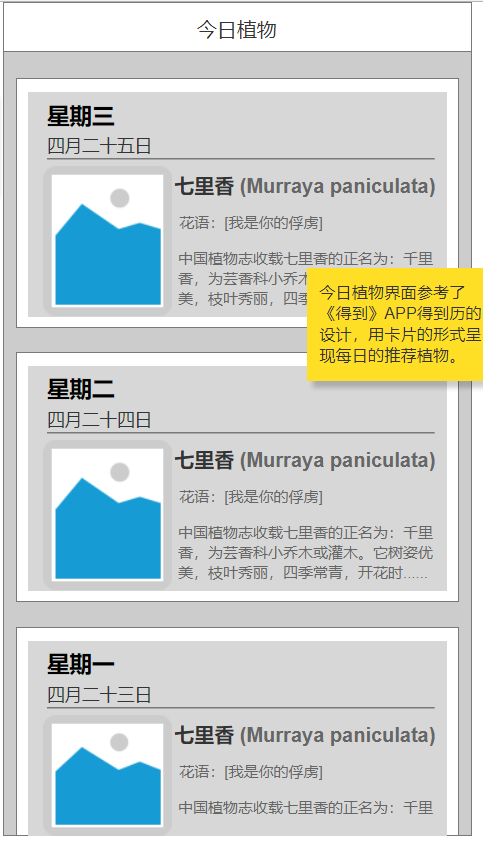 今日植物
星期三
四月二十五日
七里香 (Murraya paniculata)
花语：[我是你的俘虏]
中国植物志收载七里香的正名为：千里
香，为芸香科小乔木
美，枝叶秀丽，四季
今日植物界面参考了
《得到》APP得到历的
设计，用卡片的形式呈
现每日的推荐植物。
星期二
四月二十四日
七里香 (Murraya paniculata)
花语：[我是你的俘虏]
中国植物志收载七里香的正名为：千里
香，为芸香科小乔木或灌木。它树姿优
美，枝叶秀丽，四季常青，开花时......
星期一
四月二十三日
七里香 (Murraya paniculata)
花语：[我是你的俘虏]
中国植物志收载七里香的正名为：千里